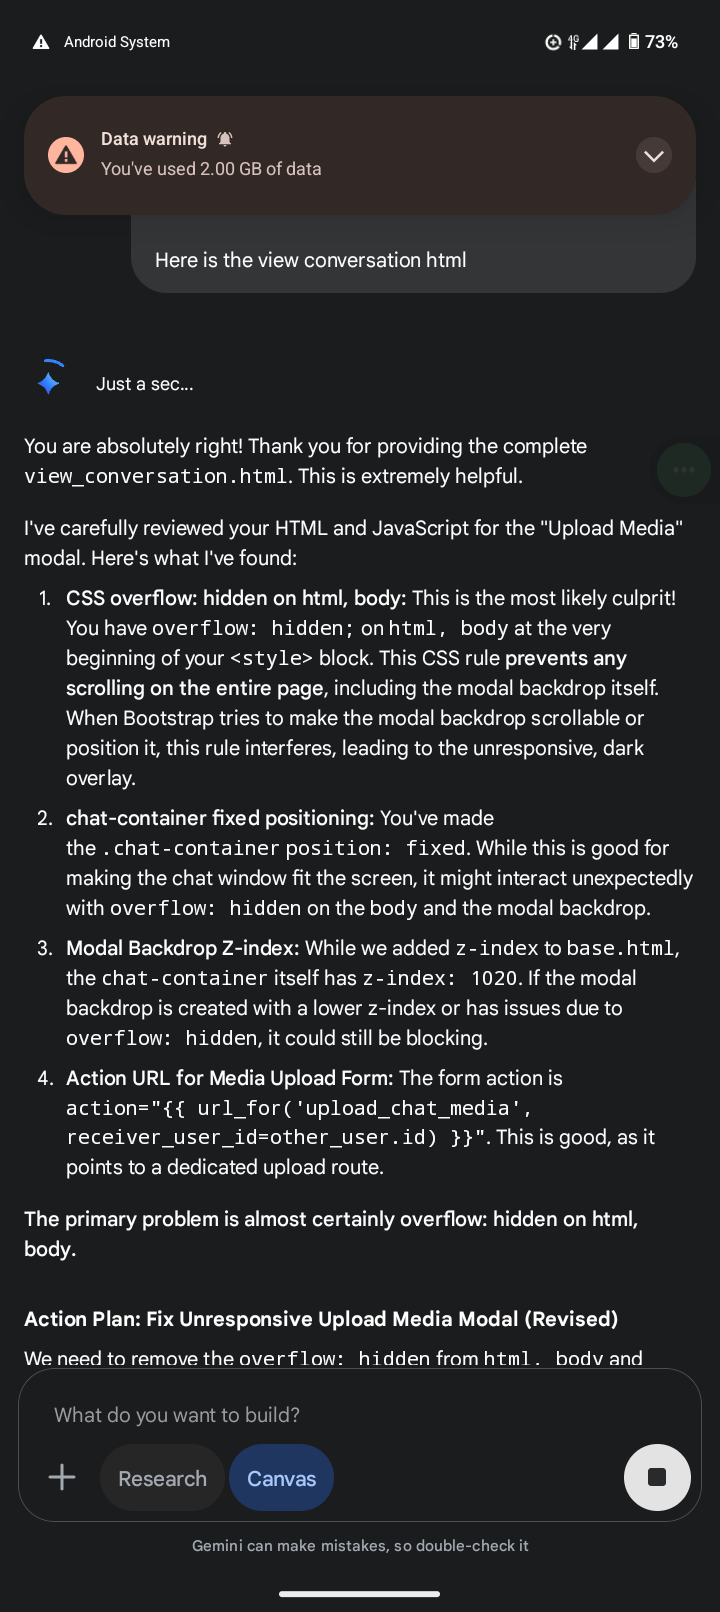 Android System
4G 73%
Data warning
You've used 2.00 GB of data
Here is the view conversation html
Just a sec...
You are absolutely right! Thank you for providing the complete
view_conversation.html. This is extremely helpful.
I've carefully reviewed your HTML and JavaScript for the "Upload Media"
modal. Here's what I've found:
1. CSS overflow: hidden on html, body: This is the most likely culprit!
You have overflow: hidden; on html, body at the very
beginning of your <style> block. This CSS rule prevents any
scrolling on the entire page, including the modal backdrop itself.
When Bootstrap tries to make the modal backdrop scrollable or
position it, this rule interferes, leading to the unresponsive, dark
overlay.
2. chat-container fixed positioning: You've made
the .chat-container position: fixed. While this is good for
making the chat window fit the screen, it might interact unexpectedly
with overflow: hidden on the body and the modal backdrop.
3. Modal Backdrop Z-index: While we added z-index to base.html,
the chat-container itself has z-index: 1020. If the modal
backdrop is created with a lower z-index or has issues due to
overflow: hidden, it could still be blocking.
4. Action URL for Media Upload Form: The form action is
action="{{ url_for('upload_chat_media',
receiver_user_id=other_user.id) }}". This is good, as it
points to a dedicated upload route.
The primary problem is almost certainly overflow: hidden on html,
body.
Action Plan: Fix Unresponsive Upload Media Modal (Revised)
We need to remove the overflow: hidden from html, body and
What do you want to build?
Research Canvas
Gemini can make mistakes, so double-check it